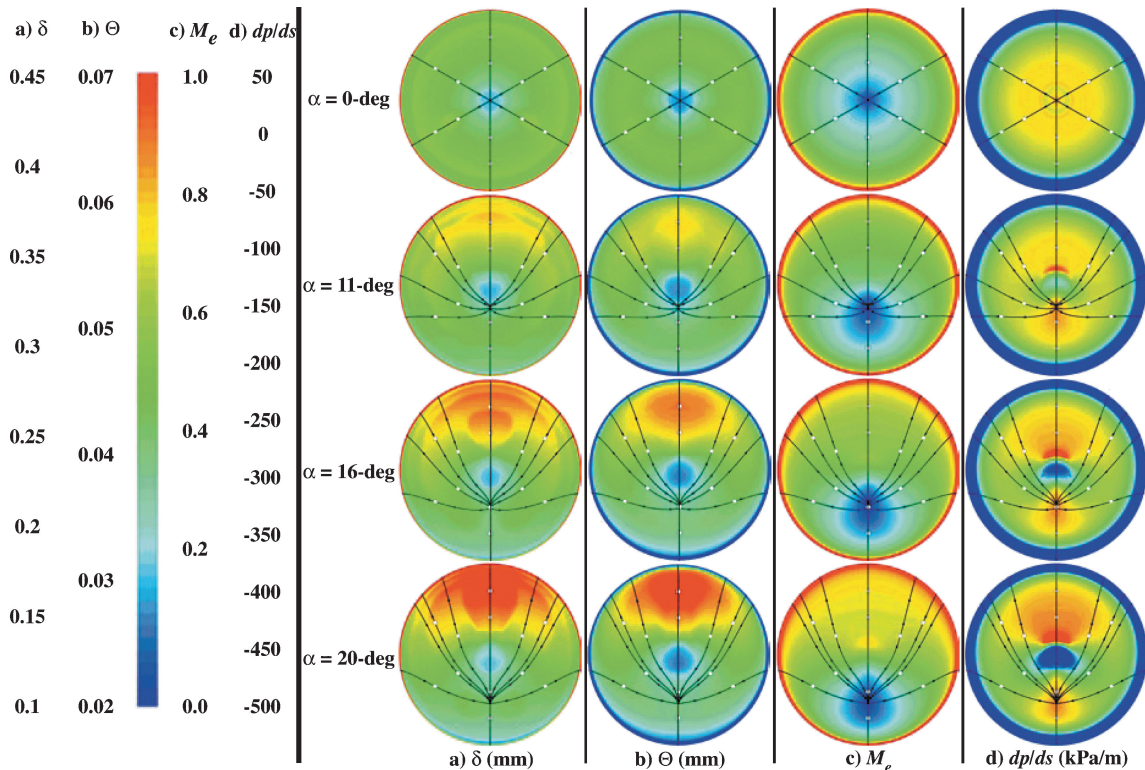 a) δ b) Θ c) Me d) dp/ds
0.45 0.07 1.0 50
0
0.4 0.06 0.8 -50
-100
0.35
-150
0.05 0.6
0.3 -200
-250
0.25 0.04 0.4
-300
0.2 0.2 -350
0.03
-400
0.15
-450
0.1 0.02 0.0 -500
α = 0-deg
α = 11-deg
α = 16-deg
α = 20-deg
a) δ (mm) b) Θ (mm) c) Me d) dp/ds (kPa/m)